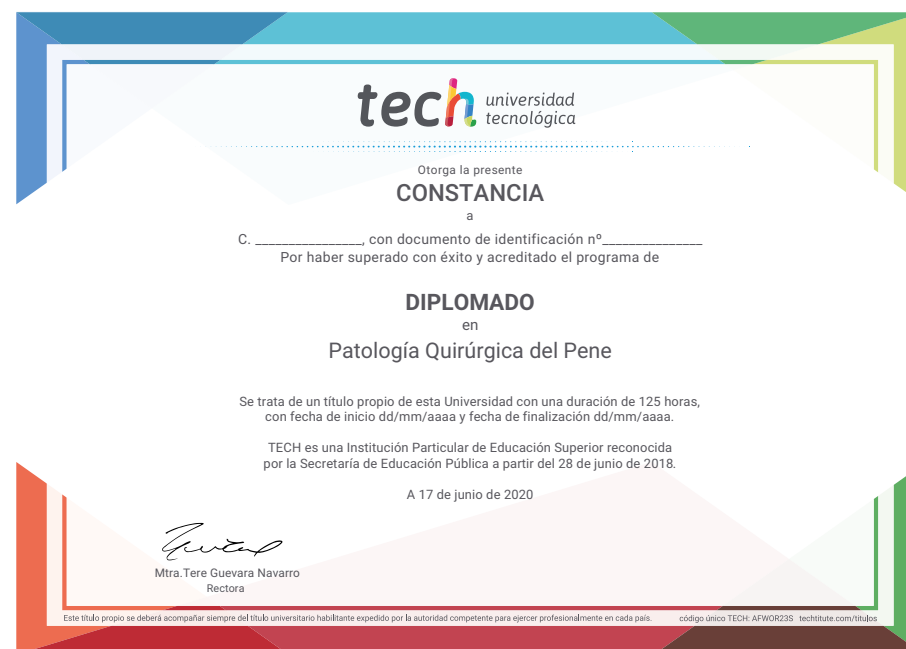 tech universidad
tecnológica
Otorga la presente
CONSTANCIA
a
C. ________________, con documento de identificación nº_______________
Por haber superado con éxito y acreditado el programa de
DIPLOMADO
en
Patología Quirúrgica del Pene
Se trata de un título propio de esta Universidad con una duración de 125 horas,
con fecha de inicio dd/mm/aaaa y fecha de finalización dd/mm/aaaa.
TECH es una Institución Particular de Educación Superior reconocida
por la Secretaría de Educación Pública a partir del 28 de junio de 2018.
A 17 de junio de 2020
Mtra.Tere Guevara Navarro
Rectora
Este título propio se deberá acompañar siempre del título universitario habilitante expedido por la autoridad competente para ejercer profesionalmente en cada país. código único TECH: AFWOR23S techtitute.com/titulos